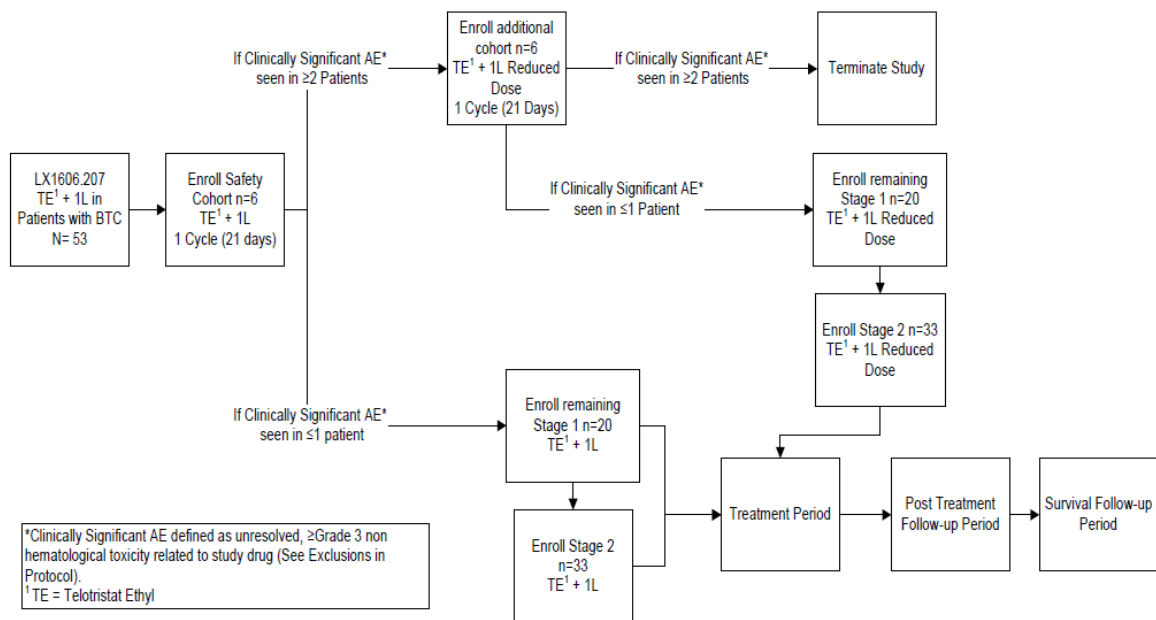 LX1606.207
TE¹ + 1L in
Patients with BTC
N= 53
Enroll Safety
Cohort n=6
TE¹ + 1L
1 Cycle (21 days)
If Clinically Significant AE*
seen in ≥2 Patients
Enroll additional
cohort n=6
TE¹ + 1L Reduced
Dose
1 Cycle (21 Days)
If Clinically Significant AE*
seen in ≥2 Patients
Terminate Study
If Clinically Significant AE*
seen in ≤1 Patient
Enroll remaining
Stage 1 n=20
TE¹ + 1L Reduced
Dose
Enroll Stage 2 n=33
TE¹ + 1L Reduced
Dose
If Clinically Significant AE*
seen in ≤1 patient
Enroll remaining
Stage 1 n=20
TE¹ + 1L
Enroll Stage 2
n=33
TE¹ + 1L
Treatment Period
Post Treatment
Follow-up Period
Survival Follow-up
Period
*Clinically Significant AE defined as unresolved, ≥Grade 3 non
hematological toxicity related to study drug (See Exclusions in
Protocol).
¹ TE = Telotristat Ethyl